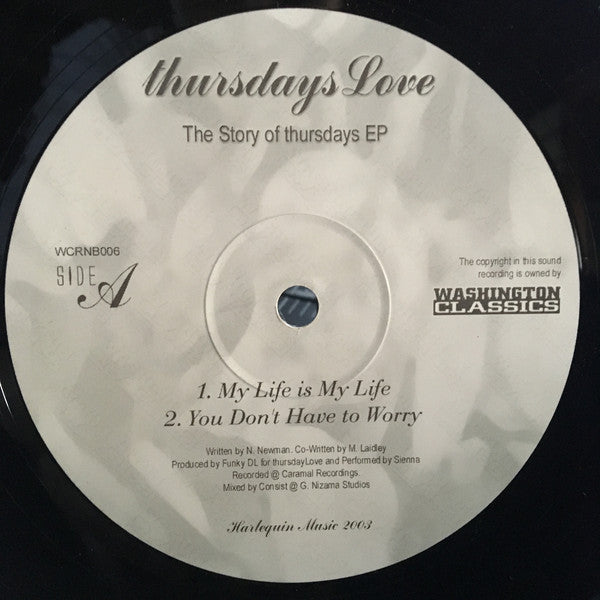 thursdays Love
The Story of thursdays EP
WCRNB006
SIDE A
The copyright in this sound
recording is owned by
WASHINGTON
CLASSICS
1. My Life is My Life
2. You Don't Have to Worry
Written by N. Newman. Co-Written by M. Laidley
Produced by Funky DL for thursdayLove and Performed by Sienna
Recorded @ Caramal Recordings.
Mixed by Consist @ G. Nizama Studios
Harlequin Music 2003